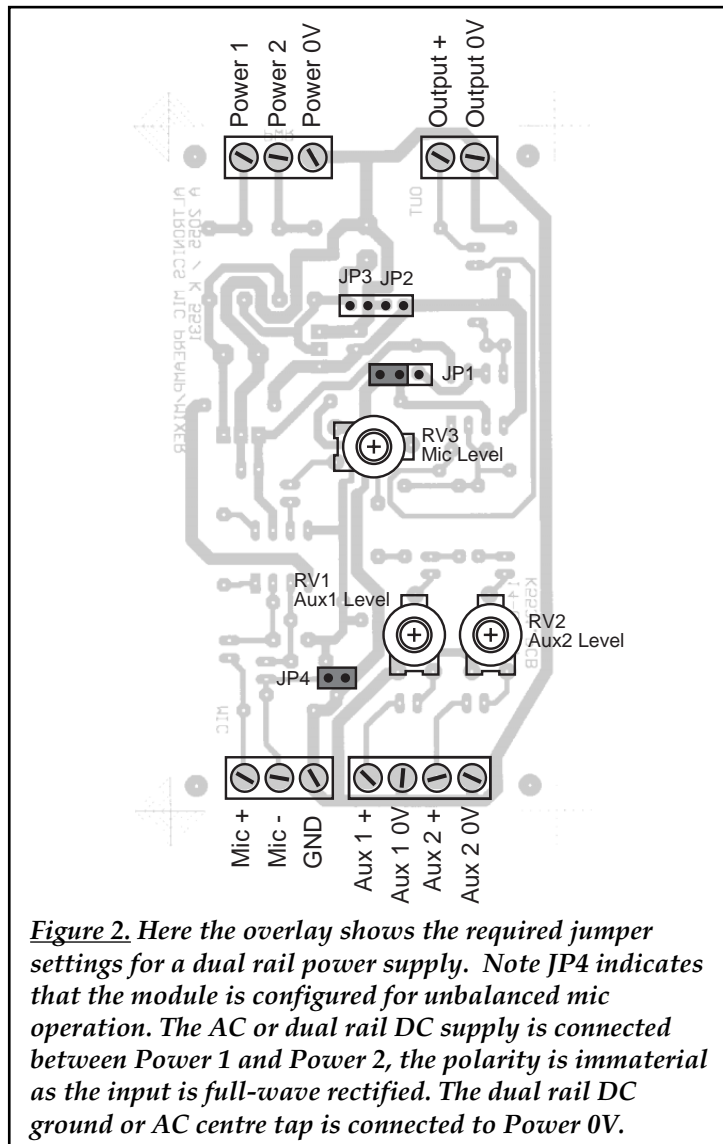 Power 1
Power 2
Power 0V
Output +
Output 0V
OUT
A 2055 / K 5531
ALTRONICS MIC PREAMP/MIXER
JP3 JP2
JP1
RV3
Mic Level
RV1
Aux1 Level
RV2
Aux2 Level
JP4
MIC
Mic +
Mic -
GND
Aux 1 +
Aux 1 0V
Aux 2 +
Aux 2 0V
Figure 2. Here the overlay shows the required jumper
settings for a dual rail power supply.  Note JP4 indicates
that the module is configured for unbalanced mic
operation. The AC or dual rail DC supply is connected
between Power 1 and Power 2, the polarity is immaterial
as the input is full-wave rectified. The dual rail DC
ground or AC centre tap is connected to Power 0V.